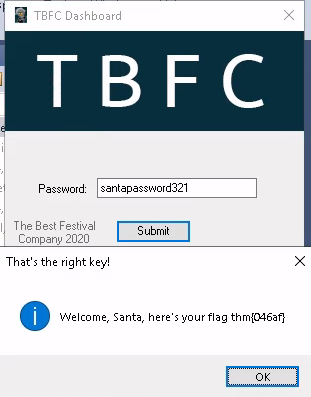 TBFC Dashboard
TBFC
Password: santapassword321
The Best Festival
Company 2020
Submit
That's the right key!
Welcome, Santa, here's your flag thm{046af}
OK